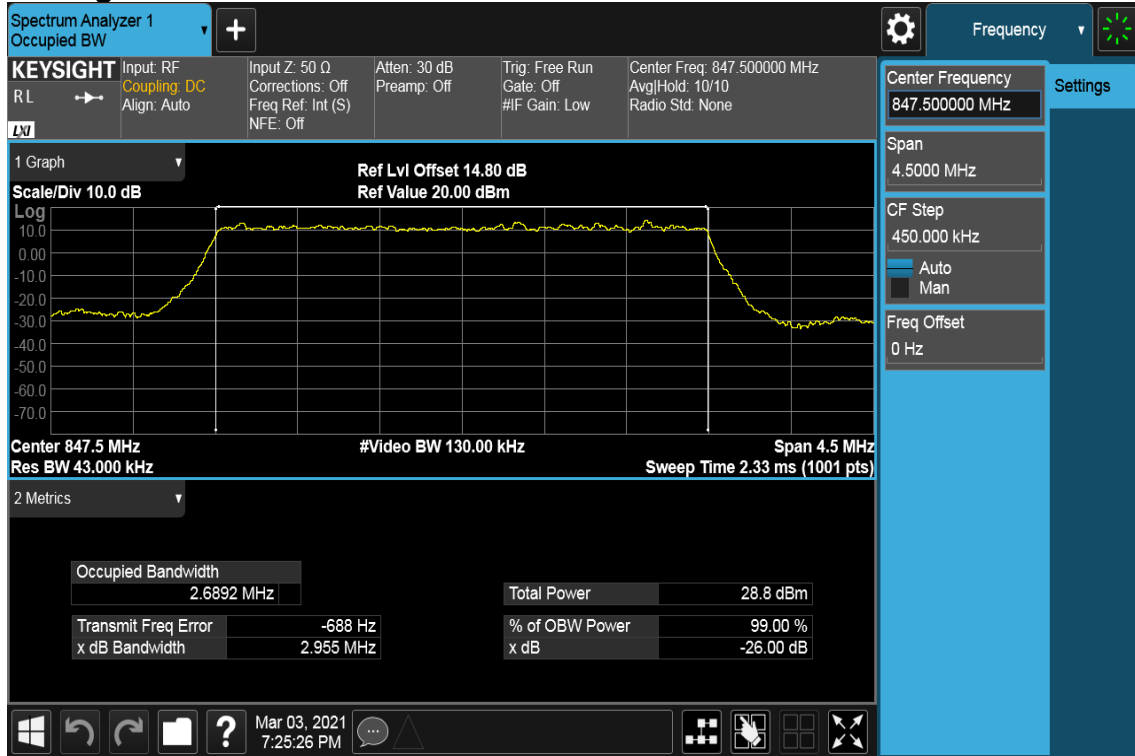 Spectrum Analyzer 1
Occupied BW
Frequency
KEYSIGHT
RL
LXI
Input: RF
Coupling: DC
Align: Auto
Input Z: 50 Ω
Corrections: Off
Freq Ref: Int (S)
NFE: Off
Atten: 30 dB
Preamp: Off
Trig: Free Run
Gate: Off
#IF Gain: Low
Center Freq: 847.500000 MHz
Avg|Hold: 10/10
Radio Std: None
1 Graph
Scale/Div 10.0 dB
Ref Lvl Offset 14.80 dB
Ref Value 20.00 dBm
Log
10.0
0.00
-10.0
-20.0
-30.0
-40.0
-50.0
-60.0
-70.0
Center 847.5 MHz
#Video BW 130.00 kHz
Span 4.5 MHz
Res BW 43.000 kHz
Sweep Time 2.33 ms (1001 pts)
2 Metrics
Occupied Bandwidth
2.6892 MHz
Total Power 28.8 dBm
Transmit Freq Error -688 Hz
% of OBW Power 99.00 %
x dB Bandwidth 2.955 MHz
x dB -26.00 dB
?
Mar 03, 2021
7:25:26 PM
Center Frequency
847.500000 MHz
Settings
Span
4.5000 MHz
CF Step
450.000 kHz
Auto
Man
Freq Offset
0 Hz